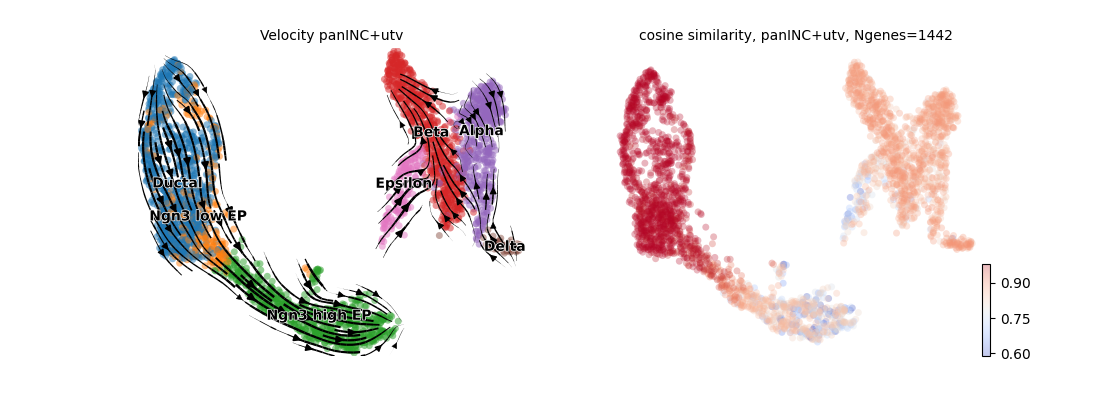 Velocity panINC+utv
cosine similarity, panINC+utv, Ngenes=1442
Beta
Alpha
Ductal
Epsilon
Ngn3 low EP
Delta
Ngn3 high EP
0.90
0.75
0.60